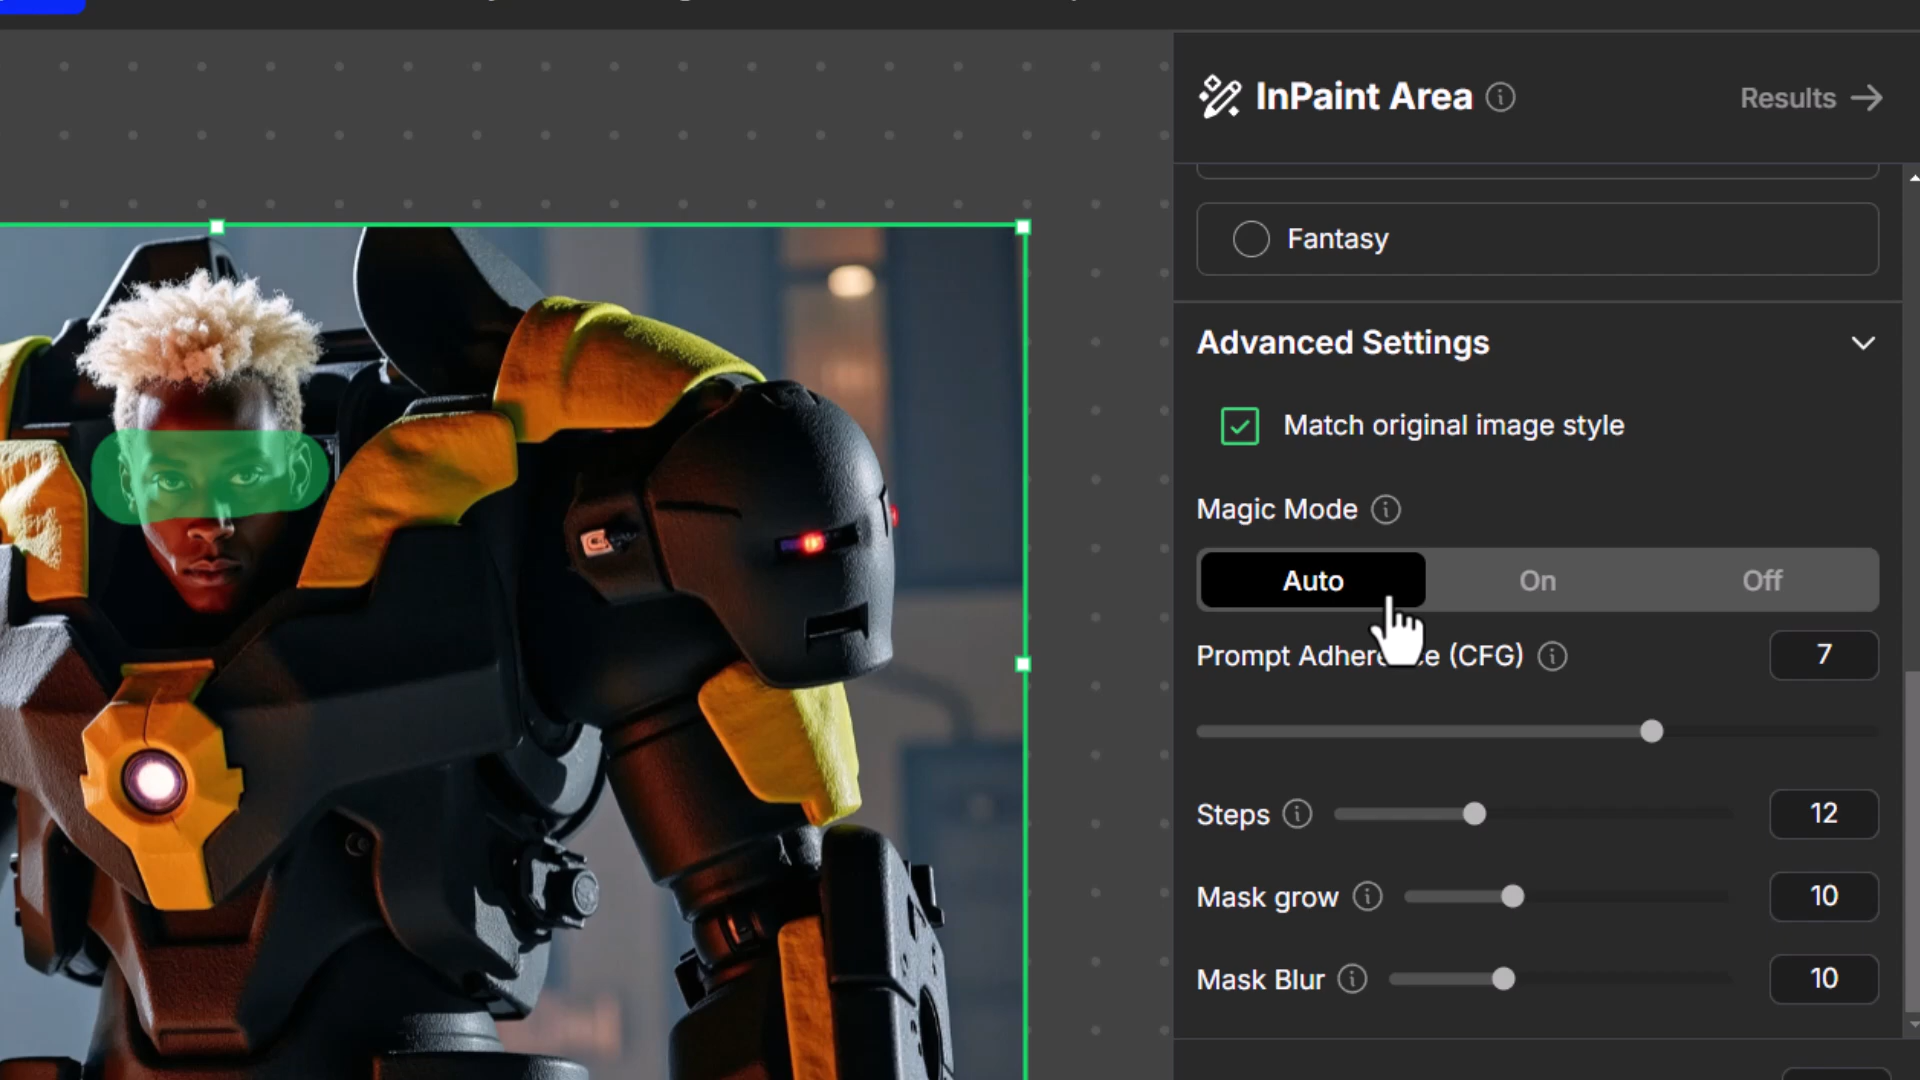 InPaint Area
Results
Fantasy
Advanced Settings
Match original image style
Magic Mode
Auto
On
Off
Prompt Adherence (CFG)
7
Steps
12
Mask grow
10
Mask Blur
10